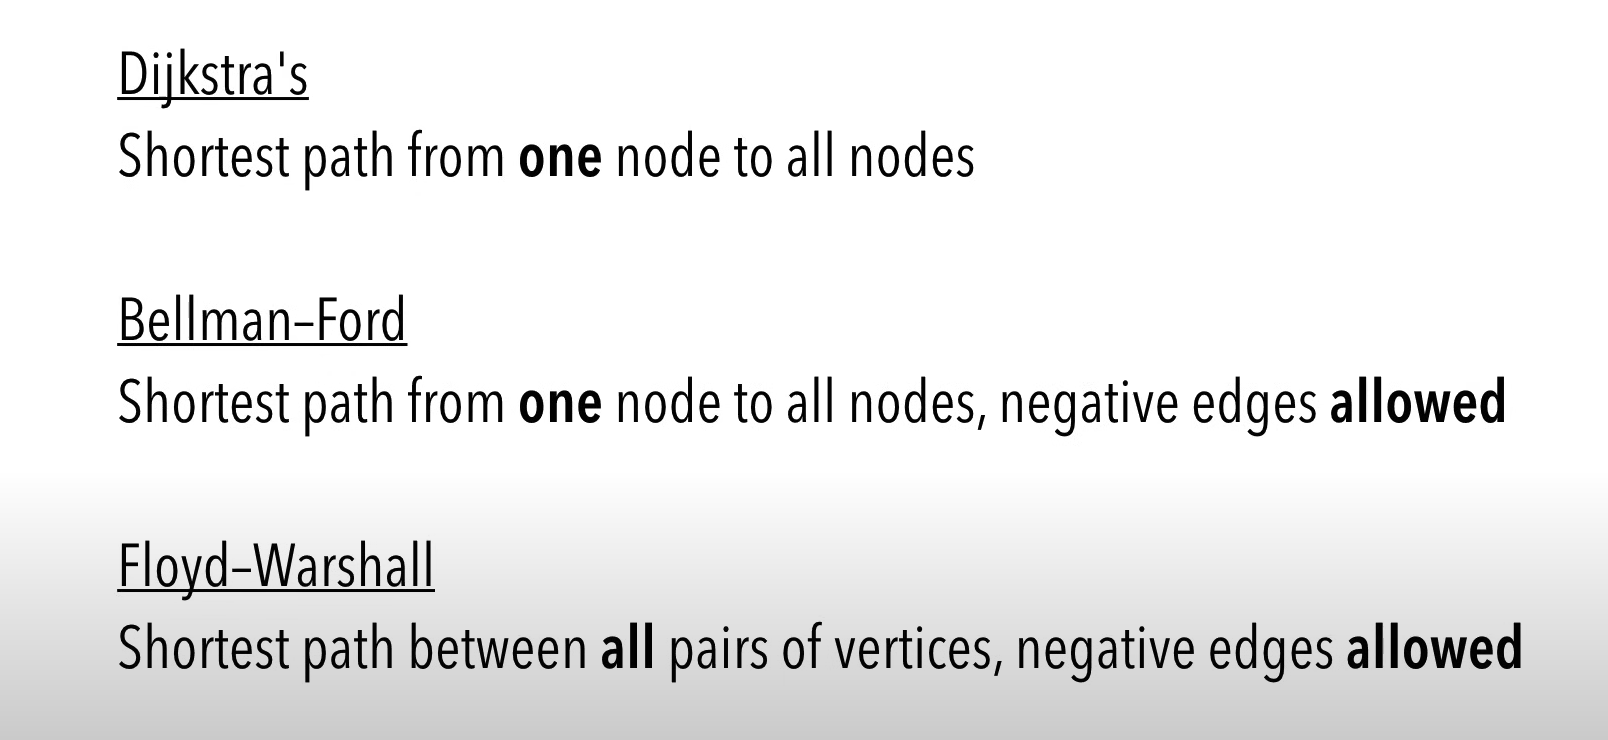 Dijkstra's
Shortest path from one node to all nodes
Bellman–Ford
Shortest path from one node to all nodes, negative edges allowed
Floyd–Warshall
Shortest path between all pairs of vertices, negative edges allowed